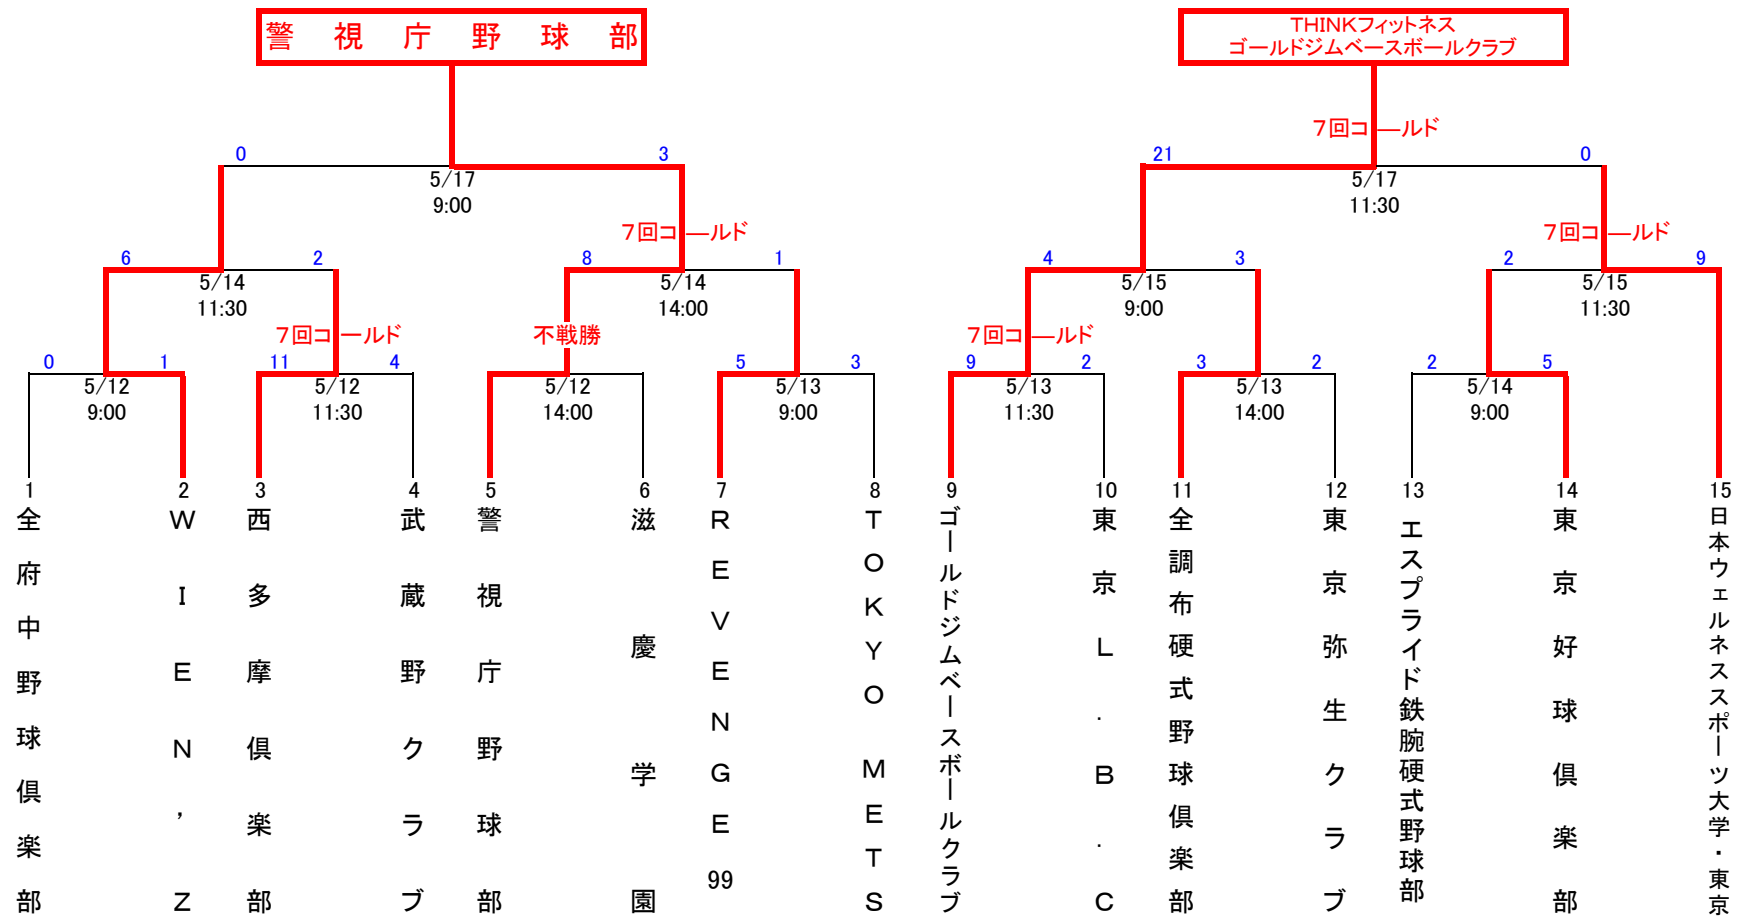 警視庁野球部
THINKフィットネス
ゴールドジムベースボールクラブ
7回コールド
0
3
21
0
5/17
9:00
5/17
11:30
7回コールド
7回コールド
6
2
8
1
4
3
2
9
5/14
11:30
5/14
14:00
5/15
9:00
5/15
11:30
7回コールド
不戦勝
7回コールド
0
1
11
4
5
3
9
2
3
2
2
5
5/12
9:00
5/12
11:30
5/12
14:00
5/13
9:00
5/13
11:30
5/13
14:00
5/14
9:00
1
全府中野球倶楽部
2
WIEN'Z
3
西多摩倶楽部
4
武蔵野クラブ
5
警視庁野球部
6
滋慶学園
7
REVENGE99
8
TOKYO METS
9
ゴールドジムベースボールクラブ
10
東京L.B.C
11
全調布硬式野球倶楽部
12
東京弥生クラブ
13
エスプライド鉄腕硬式野球部
14
東京好球倶楽部
15
日本ウェルネススポーツ大学・東京